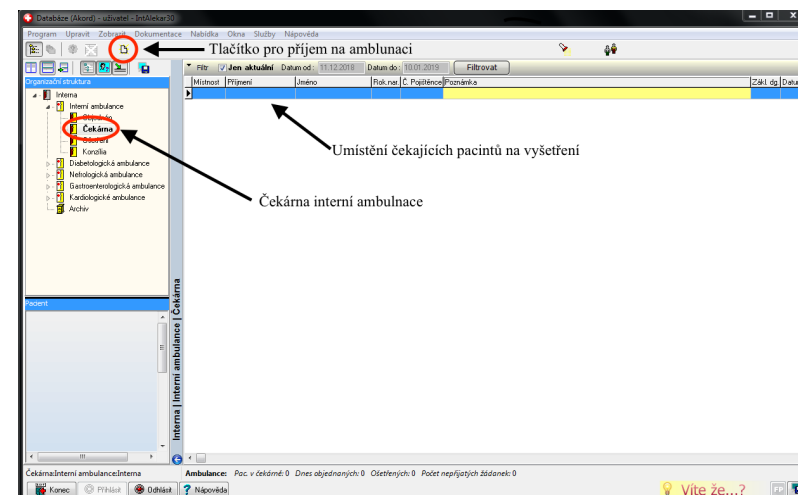 Databáze (Akord) - uživatel - IntAlekar30
Program Upravit Zobrazit Dokumentace Nabídka Okna Služby Nápověda
Tlačítko pro příjem na amblunaci
Filtr Jen aktuální Datum od: 11.12.2018 Datum do: 10.01.2019 Filtrovat
Organizační struktura
Místnost Příjmení Jméno Rok.nar. Č. Pojištěnce Poznámka Zákl. dg. Datu
Interna
Interní ambulance
Čekárna
Ošetření
Konzilia
Diabetologická ambulance
Nefrologická ambulance
Gastroenterologická ambulance
Kardiologické ambulance
Archiv
Umístění čekajících pacintů na vyšetření
Čekárna interní ambulnace
Pacient
Interna | Interní ambulance | Čekárna
Čekárna:Interní ambulance:Interna
Ambulance: Pac. v čekárně: 0 Dnes objednaných: 0 Ošetřených: 0 Počet nepřijatých žádanek: 0
Konec Přihlásit Odhlásit Nápověda
Víte že...?
FP